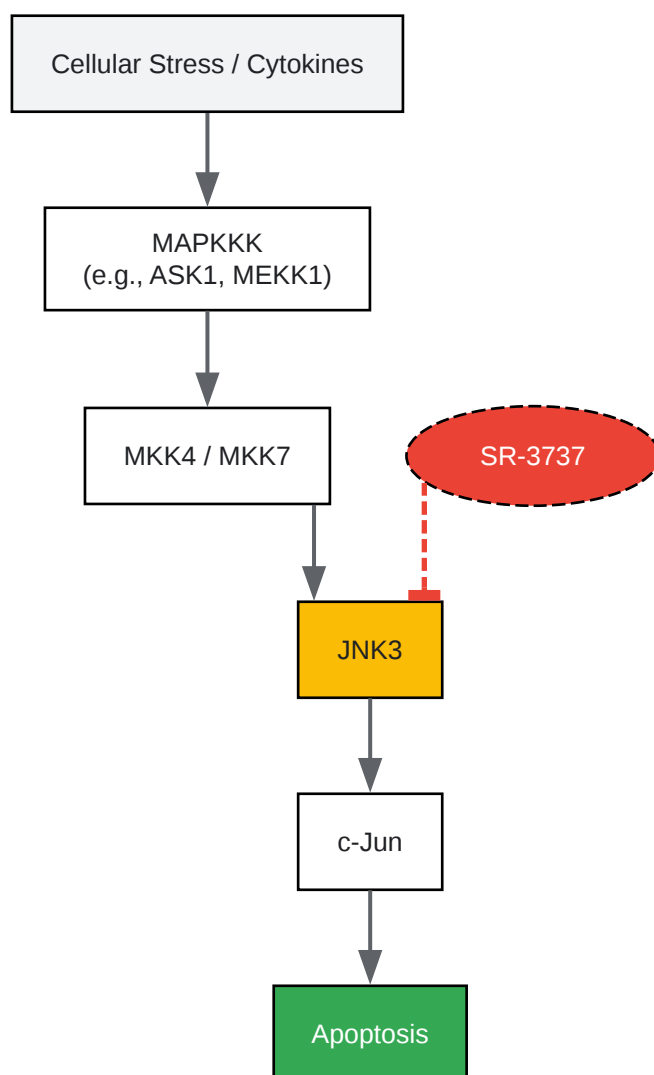 Cellular Stress / Cytokines
MAPKKK
(e.g., ASK1, MEKK1)
MKK4 / MKK7
SR-3737
JNK3
c-Jun
Apoptosis